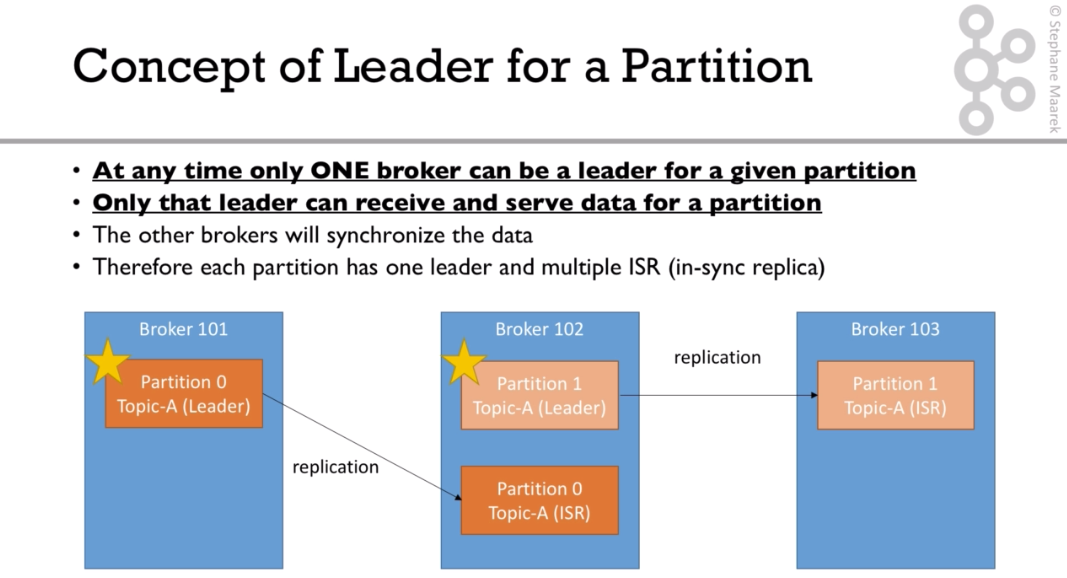 Concept of Leader for a Partition
© Stephane Maarek
• At any time only ONE broker can be a leader for a given partition
• Only that leader can receive and serve data for a partition
• The other brokers will synchronize the data
• Therefore each partition has one leader and multiple ISR (in-sync replica)
Broker 101
Partition 0
Topic-A (Leader)
replication
Broker 102
Partition 1
Topic-A (Leader)
Partition 0
Topic-A (ISR)
replication
Broker 103
Partition 1
Topic-A (ISR)